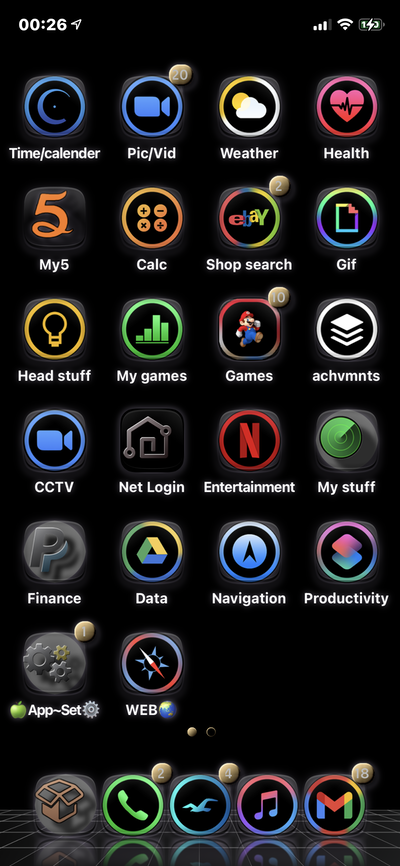 00:26
20
Time/calender Pic/Vid Weather Health
2
5 ebay
My5 Calc Shop search Gif
10
Head stuff My games Games achvmnts
N
CCTV Net Login Entertainment My stuff
Finance Data Navigation Productivity
1
App~Set WEB
2 4 18